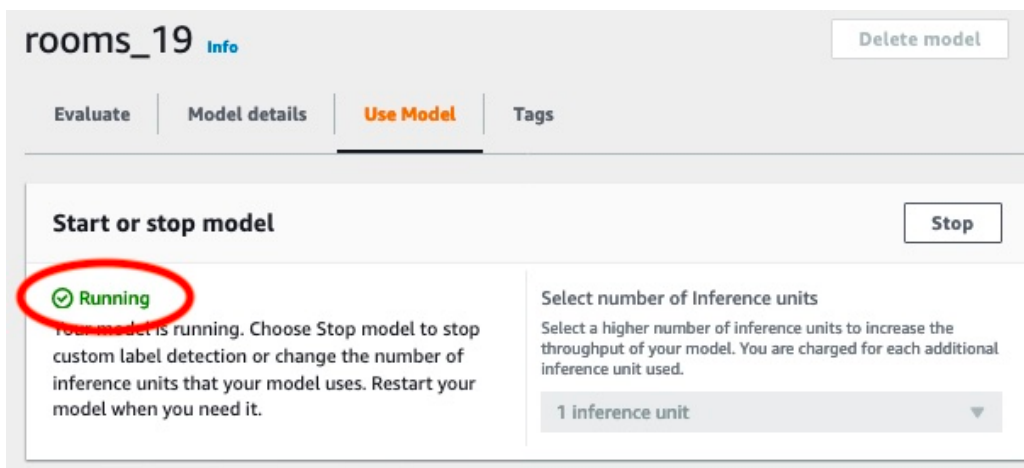 rooms_19 Info
Delete model
Evaluate
Model details
Use Model
Tags
Start or stop model
Stop
Running
Your model is running. Choose Stop model to stop
custom label detection or change the number of
inference units that your model uses. Restart your
model when you need it.
Select number of Inference units
Select a higher number of inference units to increase the
throughput of your model. You are charged for each additional
inference unit used.
1 inference unit